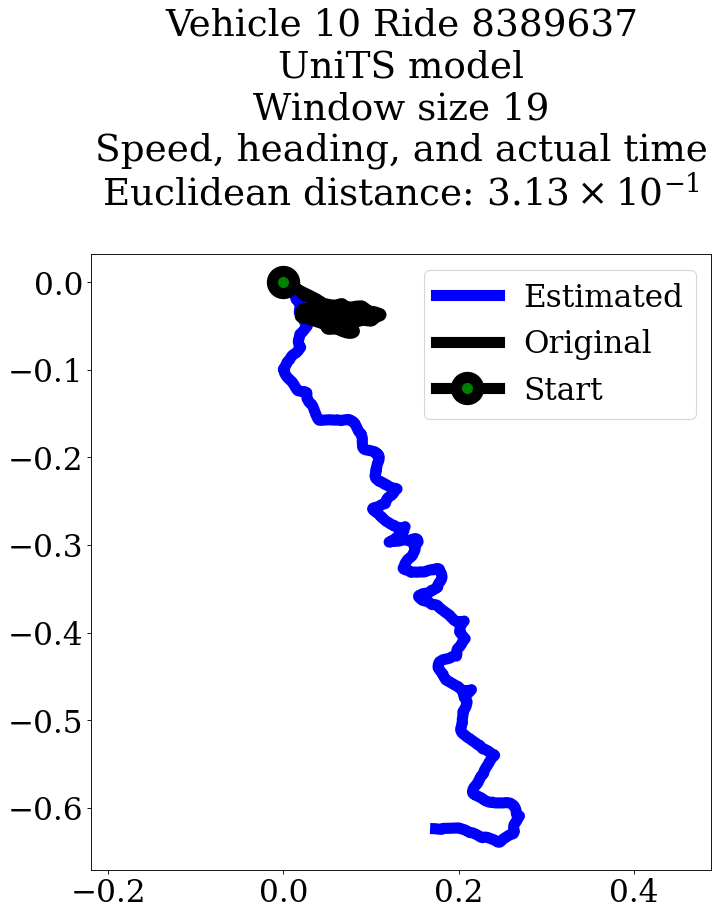 Vehicle 10 Ride 8389637
UniTS model
Window size 19
Speed, heading, and actual time
Euclidean distance: 3.13 × 10⁻¹
0.0
−0.1
−0.2
−0.3
−0.4
−0.5
−0.6
Estimated
Original
Start
−0.2
0.0
0.2
0.4